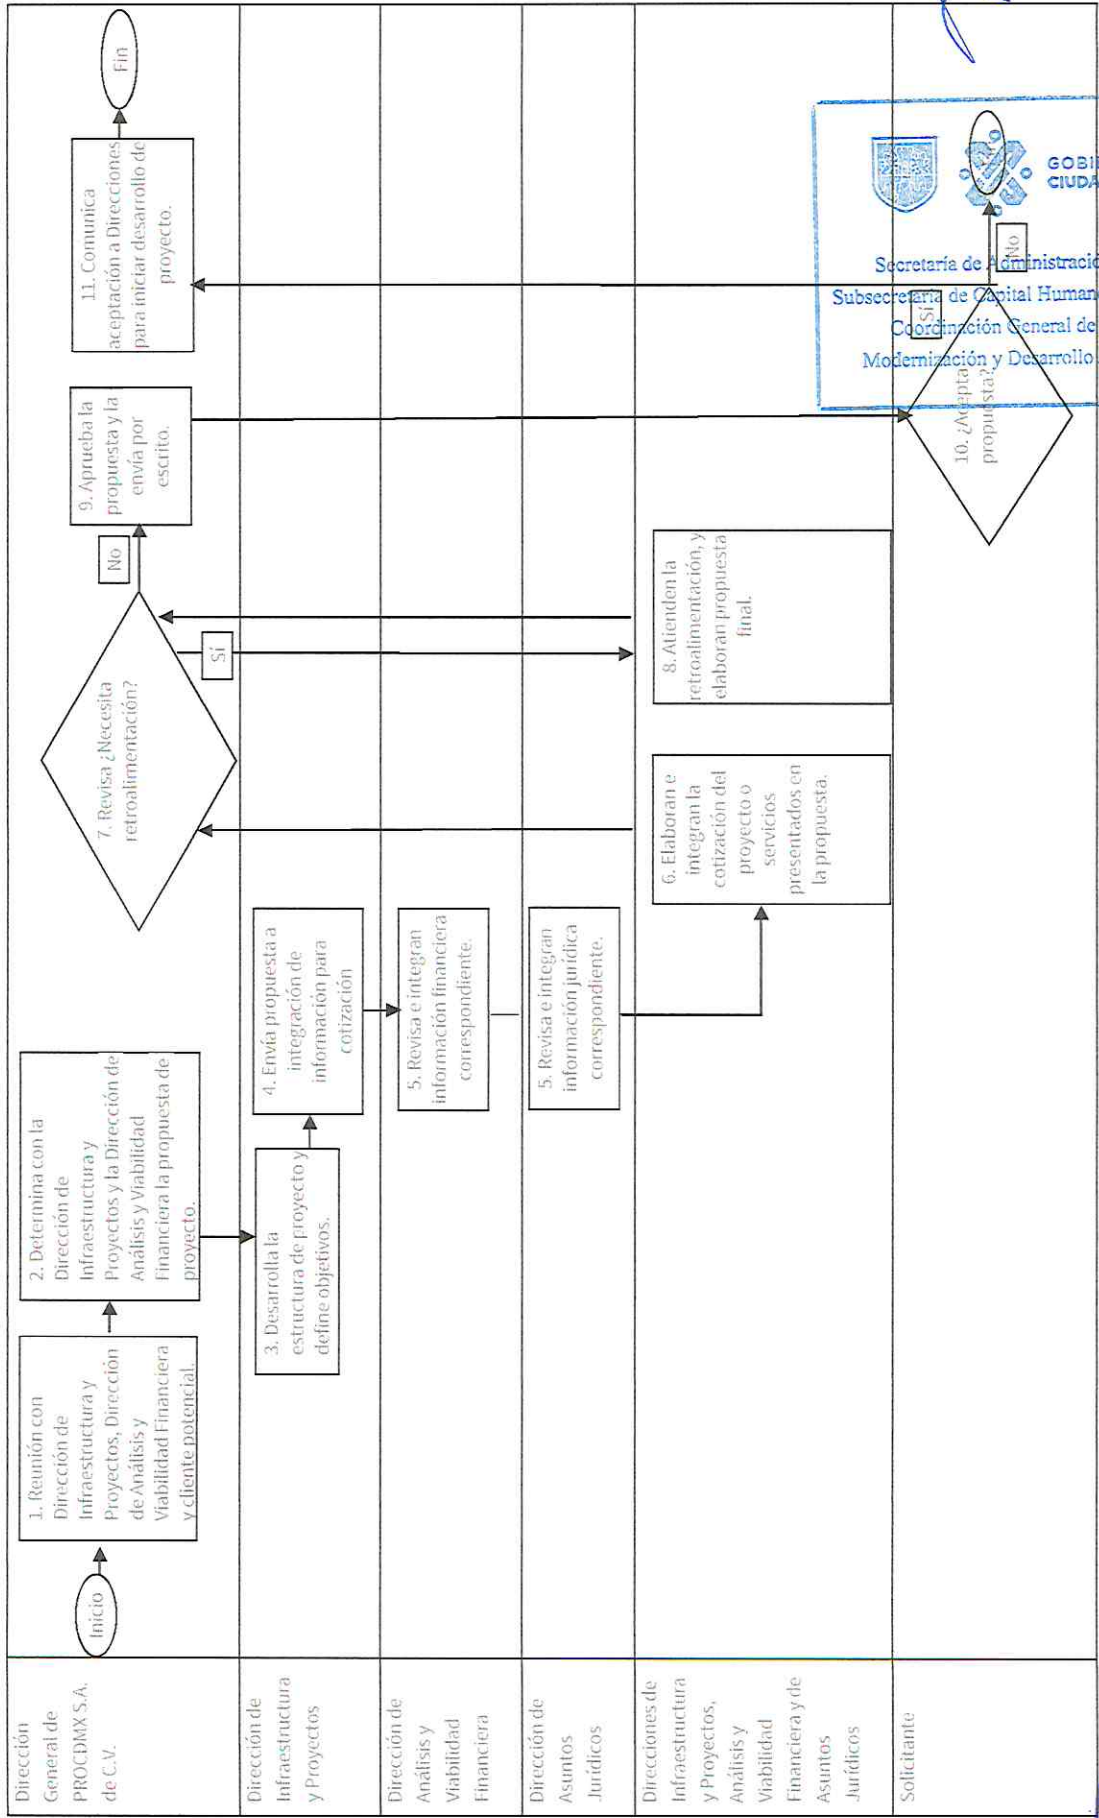 Dirección
General de
PROCDMX S.A.
de C.V.
Inicio
1. Reunión con
Dirección de
Infraestructura y
Proyectos, Dirección
de Análisis y
Viabilidad Financiera
y cliente potencial.
2. Determina con la
Dirección de
Infraestructura y
Proyectos y la Dirección de
Análisis y Viabilidad
Financiera la propuesta de
proyecto.
7. Revisa ¿Necesita
retroalimentación?
No
Sí
9. Aprueba la
propuesta y la
envía por
escrito.
11. Comunica
aceptación a Direcciones
para iniciar desarrollo de
proyecto.
Fin
Dirección de
Infraestructura
y Proyectos
3. Desarrolla la
estructura de proyecto y
define objetivos.
4. Envía propuesta a
integración de
información para
cotización
Dirección de
Análisis y
Viabilidad
Financiera
5. Revisa e integran
información financiera
correspondiente.
Dirección de
Asuntos
Jurídicos
5. Revisa e integran
información jurídica
correspondiente.
Direcciones de
Infraestructura
y Proyectos,
Análisis y
Viabilidad
Financiera y de
Asuntos
Jurídicos
6. Elaboran e
integran la
cotización del
proyecto o
servicios
presentados en
la propuesta.
8. Atienden la
retroalimentación, y
elaboran propuesta
final.
Solicitante
10. ¿Acepta
propuesta?
Sí
No
GOBI
CIUDA
Secretaría de Administració
Subsecretaría de Capital Human
Coordinación General de
Modernización y Desarrollo